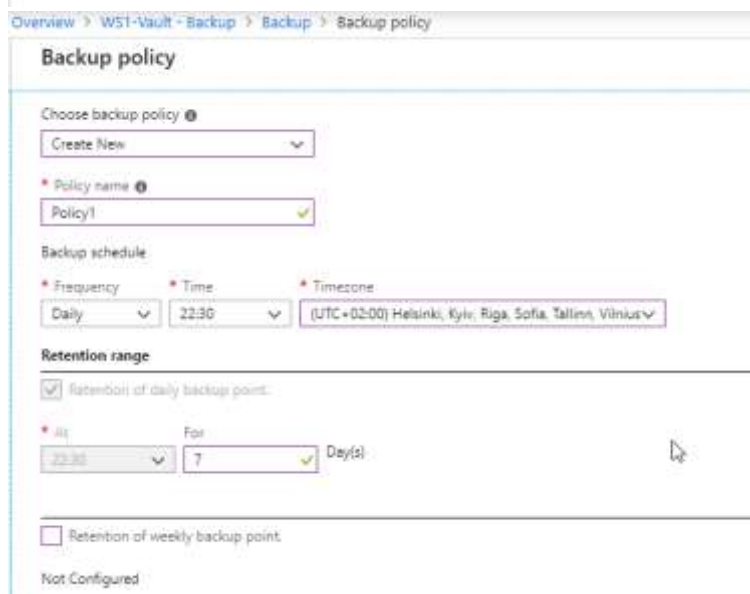 Overview > WS1-Vault - Backup > Backup > Backup policy
Backup policy
Choose backup policy
Create New
* Policy name
Policy1
Backup schedule
* Frequency * Time * Timezone
Daily 22:30 (UTC+02:00) Helsinki, Kyiv, Riga, Sofia, Tallinn, Vilnius
Retention range
Retention of daily backup point.
* At For
22:30 7 Day(s)
Retention of weekly backup point.
Not Configured